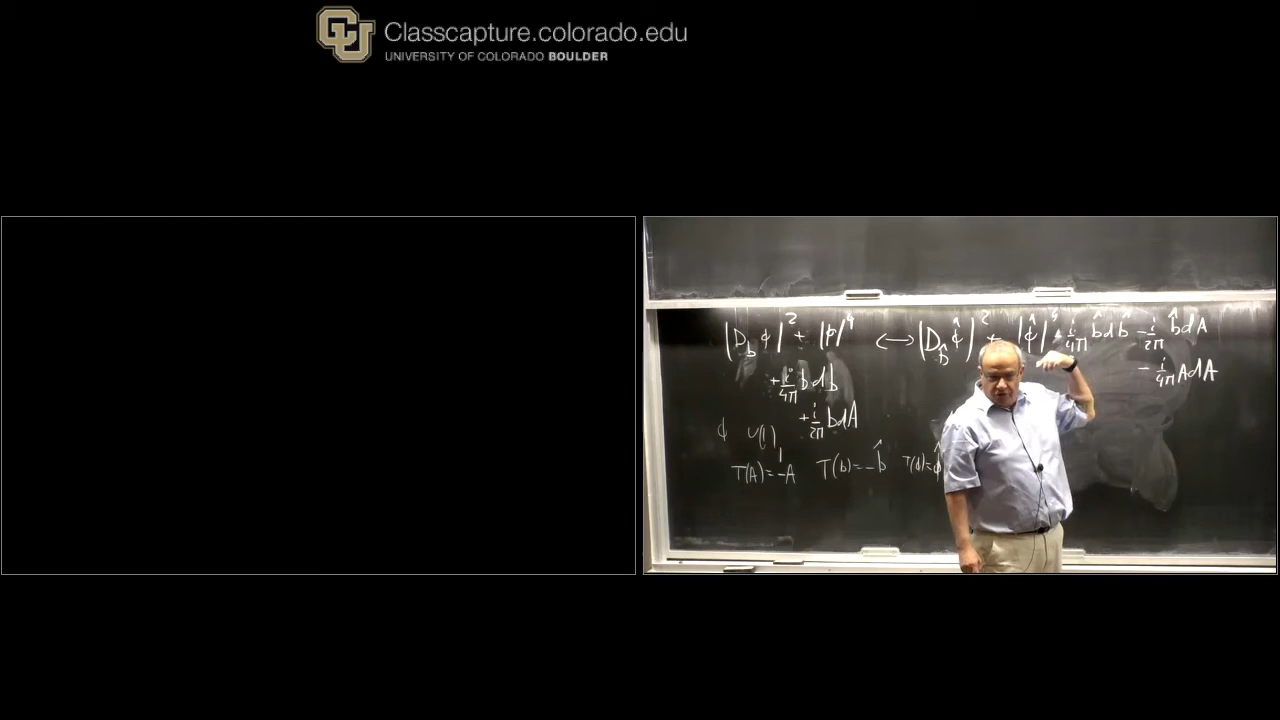 Classcapture.colorado.edu
UNIVERSITY OF COLORADO BOULDER
|D_b φ|² + |φ|⁴ ⟷ |D_b̂ φ̂|² + |φ̂|⁴ - i/4π b̂db̂ - i/2π b̂dA
+ i/4π bdb - i/4π AdA
+ i/2π bdA
φ U(1)
T(A)=-A T(b)=-b̂ T(φ)=φ̂